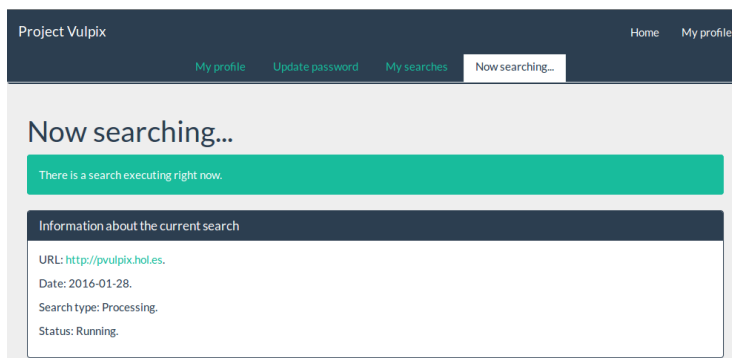 Project Vulpix
Home My profile
My profile Update password My searches Now searching...
Now searching...
There is a search executing right now.
Information about the current search
URL: http://pvulpix.hol.es.
Date: 2016-01-28.
Search type: Processing.
Status: Running.